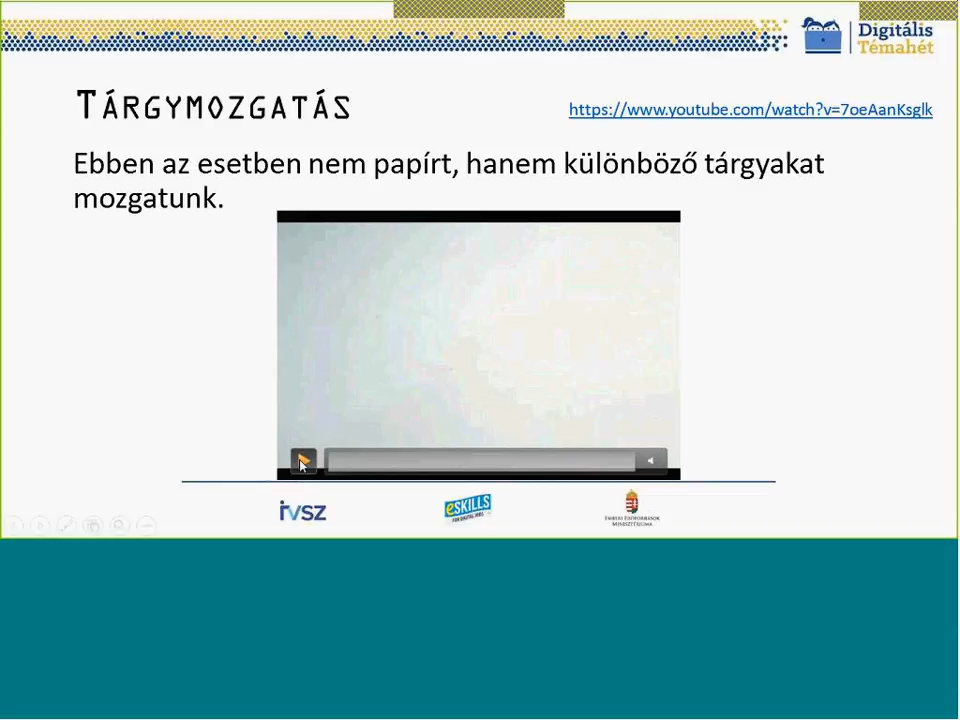 Digitális
Témahét
TÁRGYMOZGATÁS
https://www.youtube.com/watch?v=7oeAanKsglk
Ebben az esetben nem papírt, hanem különböző tárgyakat
mozgatunk.
IVSZ
eSKILLS
FOR DIGITAL JOBS
EMBERI ERŐFORRÁSOK
MINISZTÉRIUMA